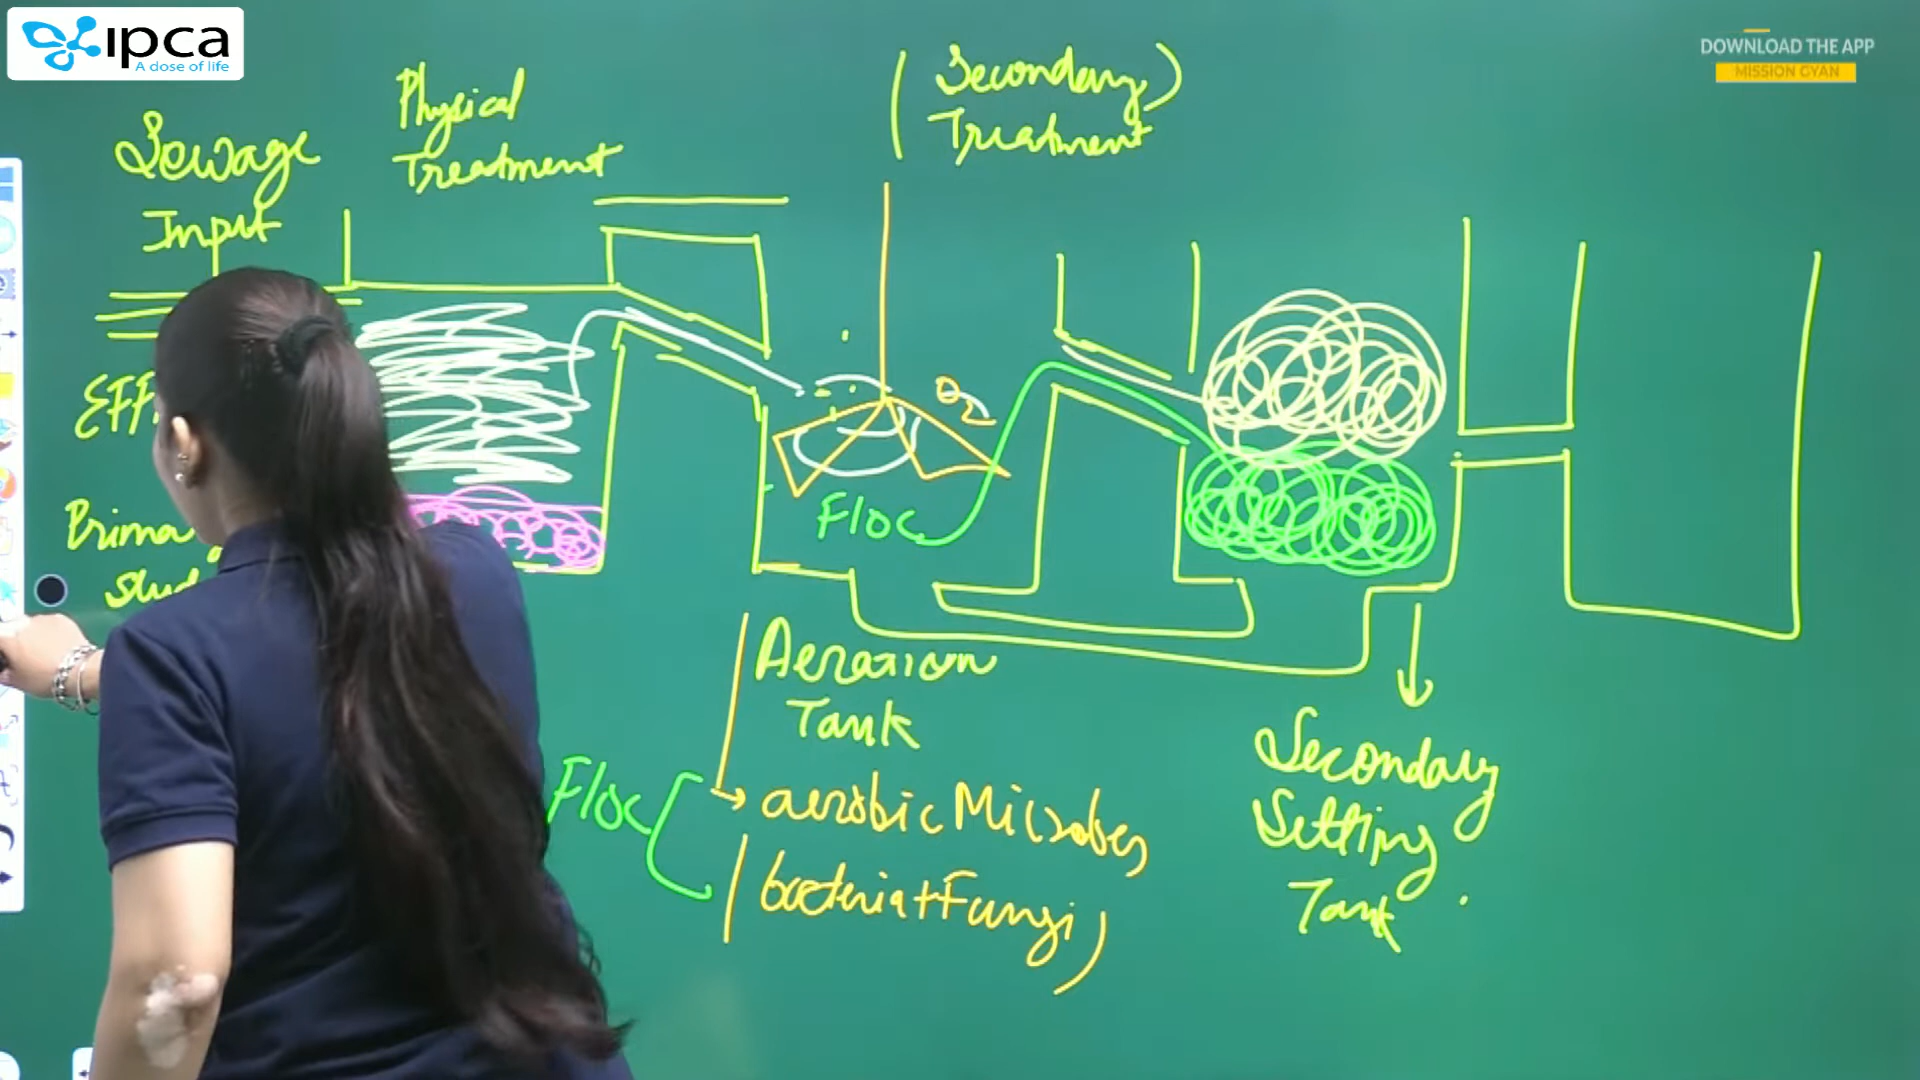 ipca
A dose of life
DOWNLOAD THE APP
MISSION GYAN
Sewage
Input
Physical
Treatment
(Secondary)
Treatment
O2
Floc
Aeration
Tank
Floc
aerobic Microbes
bacteria + Fungi)
Secondary
Settling
Tank